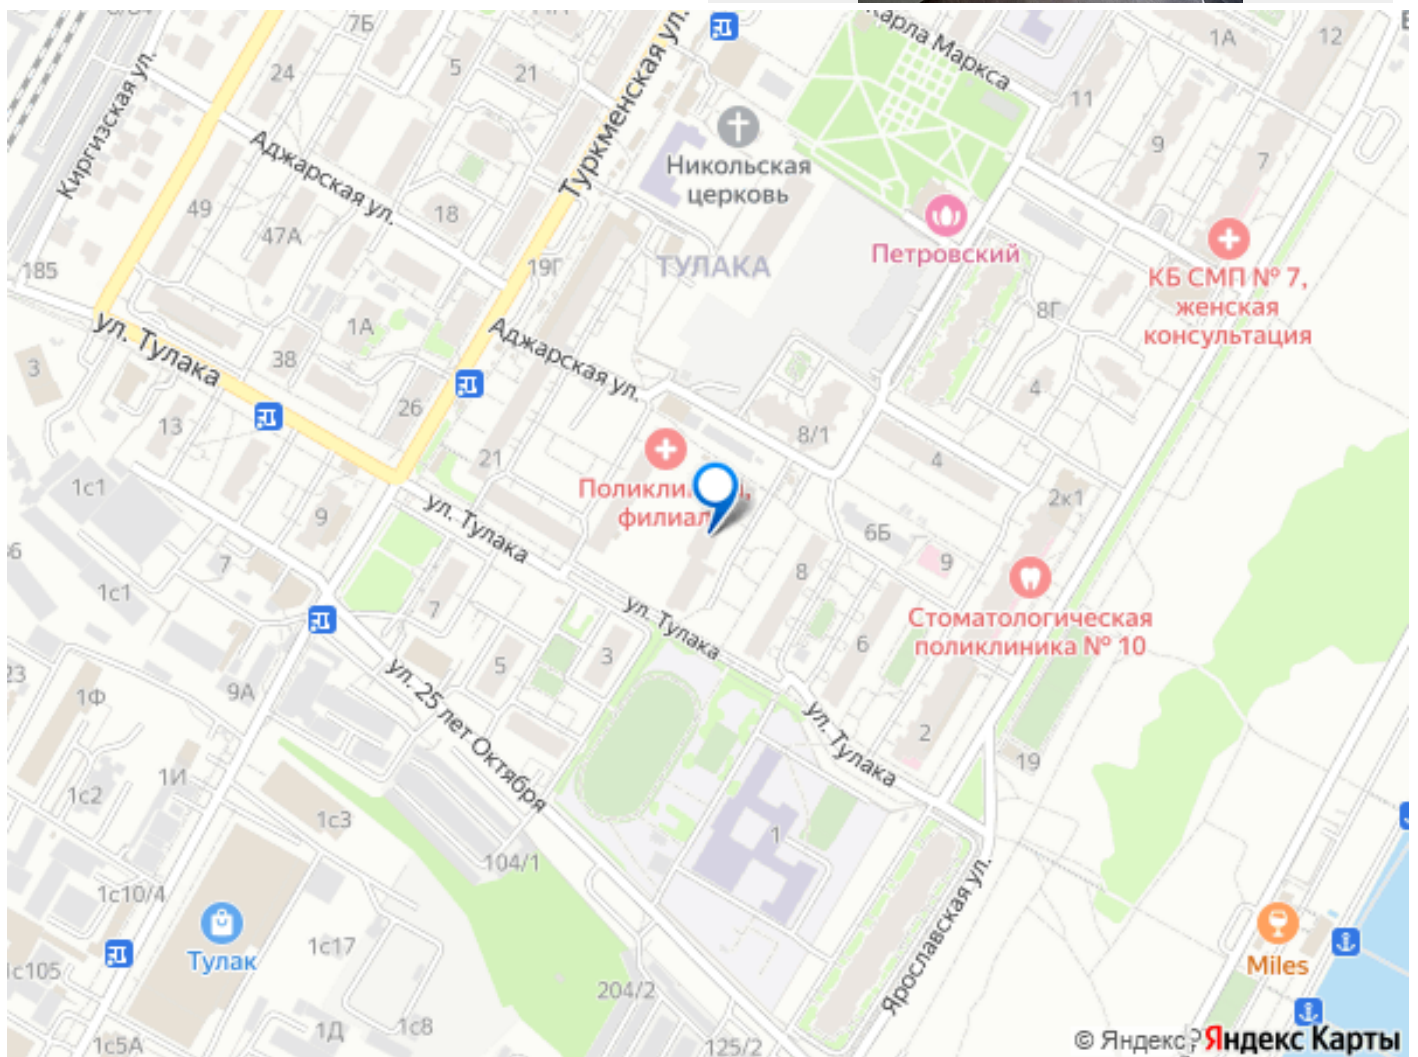 Карла Маркса
12
1А
7Б
5
21
24
11
9
7
Туркменская ул.
Киргизская ул.
Аджарская ул.
Никольская
церковь
49
18
47А
Петровский
ТУЛАКА
19Г
185
КБ СМП № 7,
женская
консультация
8Г
ул. Тулака
1А
Аджарская ул.
38
3
4
26
13
8/1
21
4
1с1
Поликли
филиал
2к1
ул. Тулака
9
6Б
9
7
8
1с1
7
Стоматологическая
поликлиника № 10
ул. Тулака
6
3
5
23
9А
1Ф
ул. 25 лет Октября
ул. Тулака
2
19
1И
1с2
1с3
1
104/1
1с10/4
Ярославская ул.
Тулак
1с17
Miles
1с105
204/2
1Д
1с8
1с5А
125/2
© Яндекс
Яндекс Карты